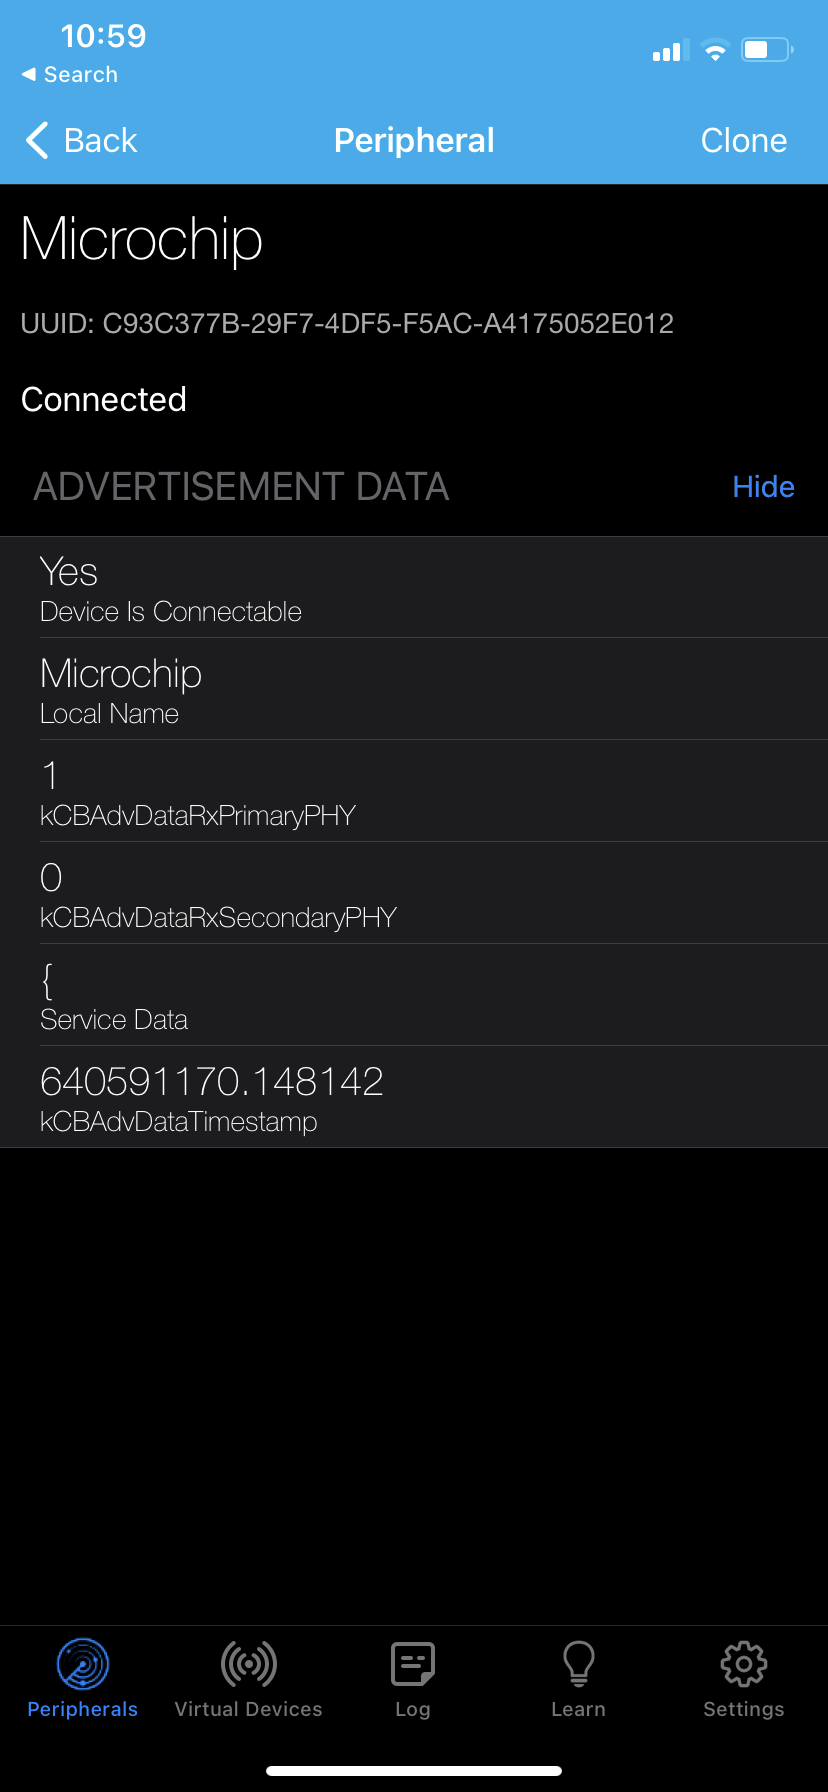 10:59
◀ Search
Back Peripheral Clone
Microchip
UUID: C93C377B-29F7-4DF5-F5AC-A4175052E012
Connected
ADVERTISEMENT DATA Hide
Yes
Device Is Connectable
Microchip
Local Name
1
kCBAdvDataRxPrimaryPHY
0
kCBAdvDataRxSecondaryPHY
{
Service Data
640591170.148142
kCBAdvDataTimestamp
Peripherals Virtual Devices Log Learn Settings